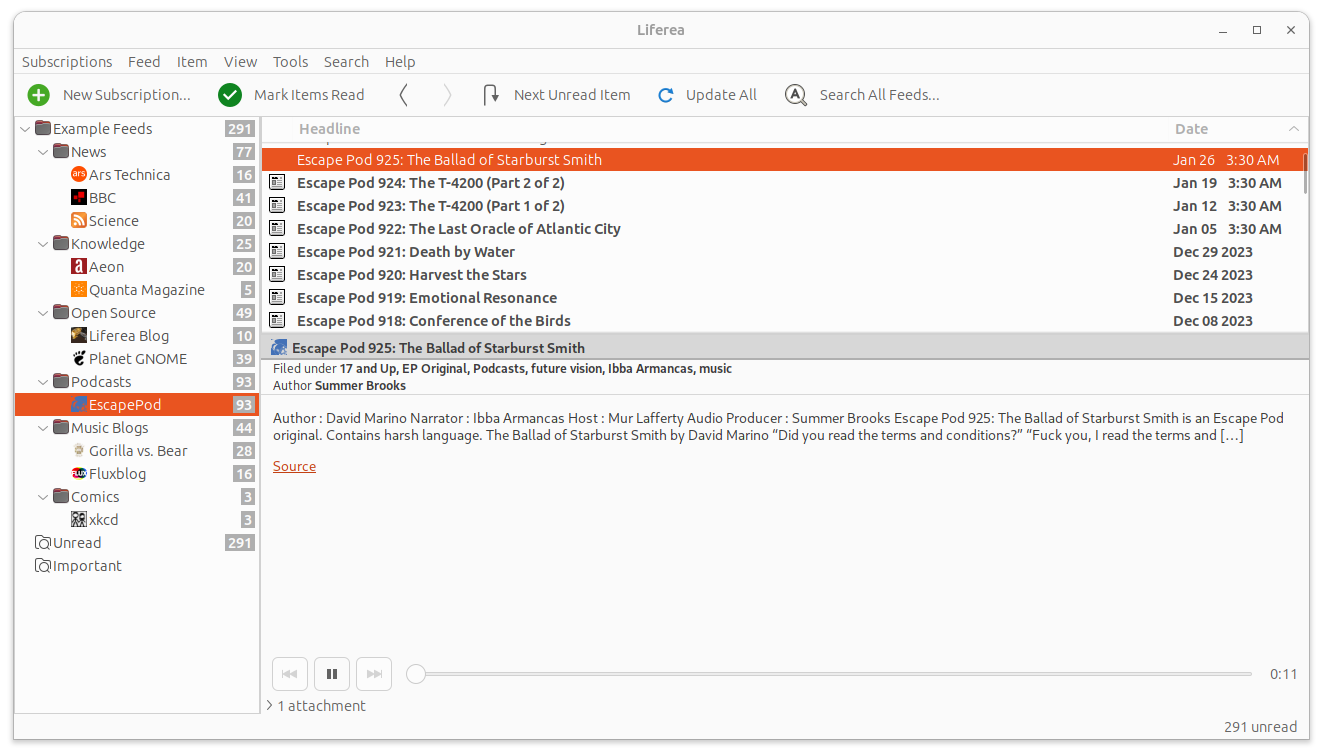 Liferea
Subscriptions Feed Item View Tools Search Help
New Subscription... Mark Items Read Next Unread Item Update All Search All Feeds...
Example Feeds 291
News 77
Ars Technica 16
BBC 41
Science 20
Knowledge 25
Aeon 20
Quanta Magazine 5
Open Source 49
Liferea Blog 10
Planet GNOME 39
Podcasts 93
EscapePod 93
Music Blogs 44
Gorilla vs. Bear 28
Fluxblog 16
Comics 3
xkcd 3
Unread 291
Important
Headline Date
Escape Pod 925: The Ballad of Starburst Smith Jan 26 3:30 AM
Escape Pod 924: The T-4200 (Part 2 of 2) Jan 19 3:30 AM
Escape Pod 923: The T-4200 (Part 1 of 2) Jan 12 3:30 AM
Escape Pod 922: The Last Oracle of Atlantic City Jan 05 3:30 AM
Escape Pod 921: Death by Water Dec 29 2023
Escape Pod 920: Harvest the Stars Dec 24 2023
Escape Pod 919: Emotional Resonance Dec 15 2023
Escape Pod 918: Conference of the Birds Dec 08 2023
Escape Pod 925: The Ballad of Starburst Smith
Filed under 17 and Up, EP Original, Podcasts, future vision, Ibba Armancas, music
Author Summer Brooks
Author : David Marino Narrator : Ibba Armancas Host : Mur Lafferty Audio Producer : Summer Brooks Escape Pod 925: The Ballad of Starburst Smith is an Escape Pod
original. Contains harsh language. The Ballad of Starburst Smith by David Marino “Did you read the terms and conditions?” “Fuck you, I read the terms and […]
Source
0:11
1 attachment
291 unread